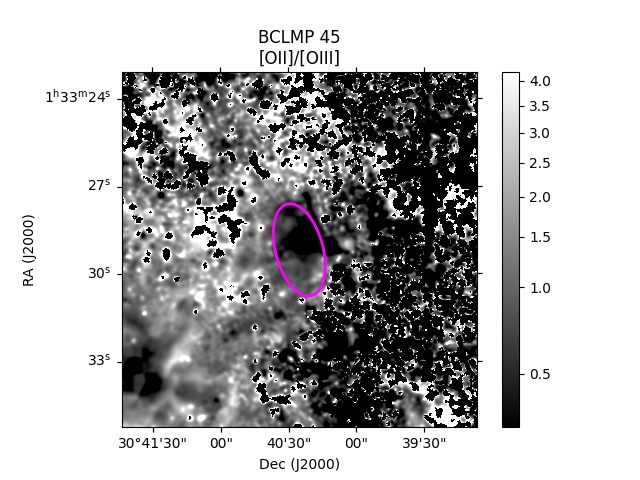 BCLMP 45
[OII]/[OIII]
1ʰ33ᵐ24ˢ
27ˢ
30ˢ
33ˢ
RA (J2000)
30°41'30" 00" 40'30" 00" 39'30"
Dec (J2000)
4.0
3.5
3.0
2.5
2.0
1.5
1.0
0.5